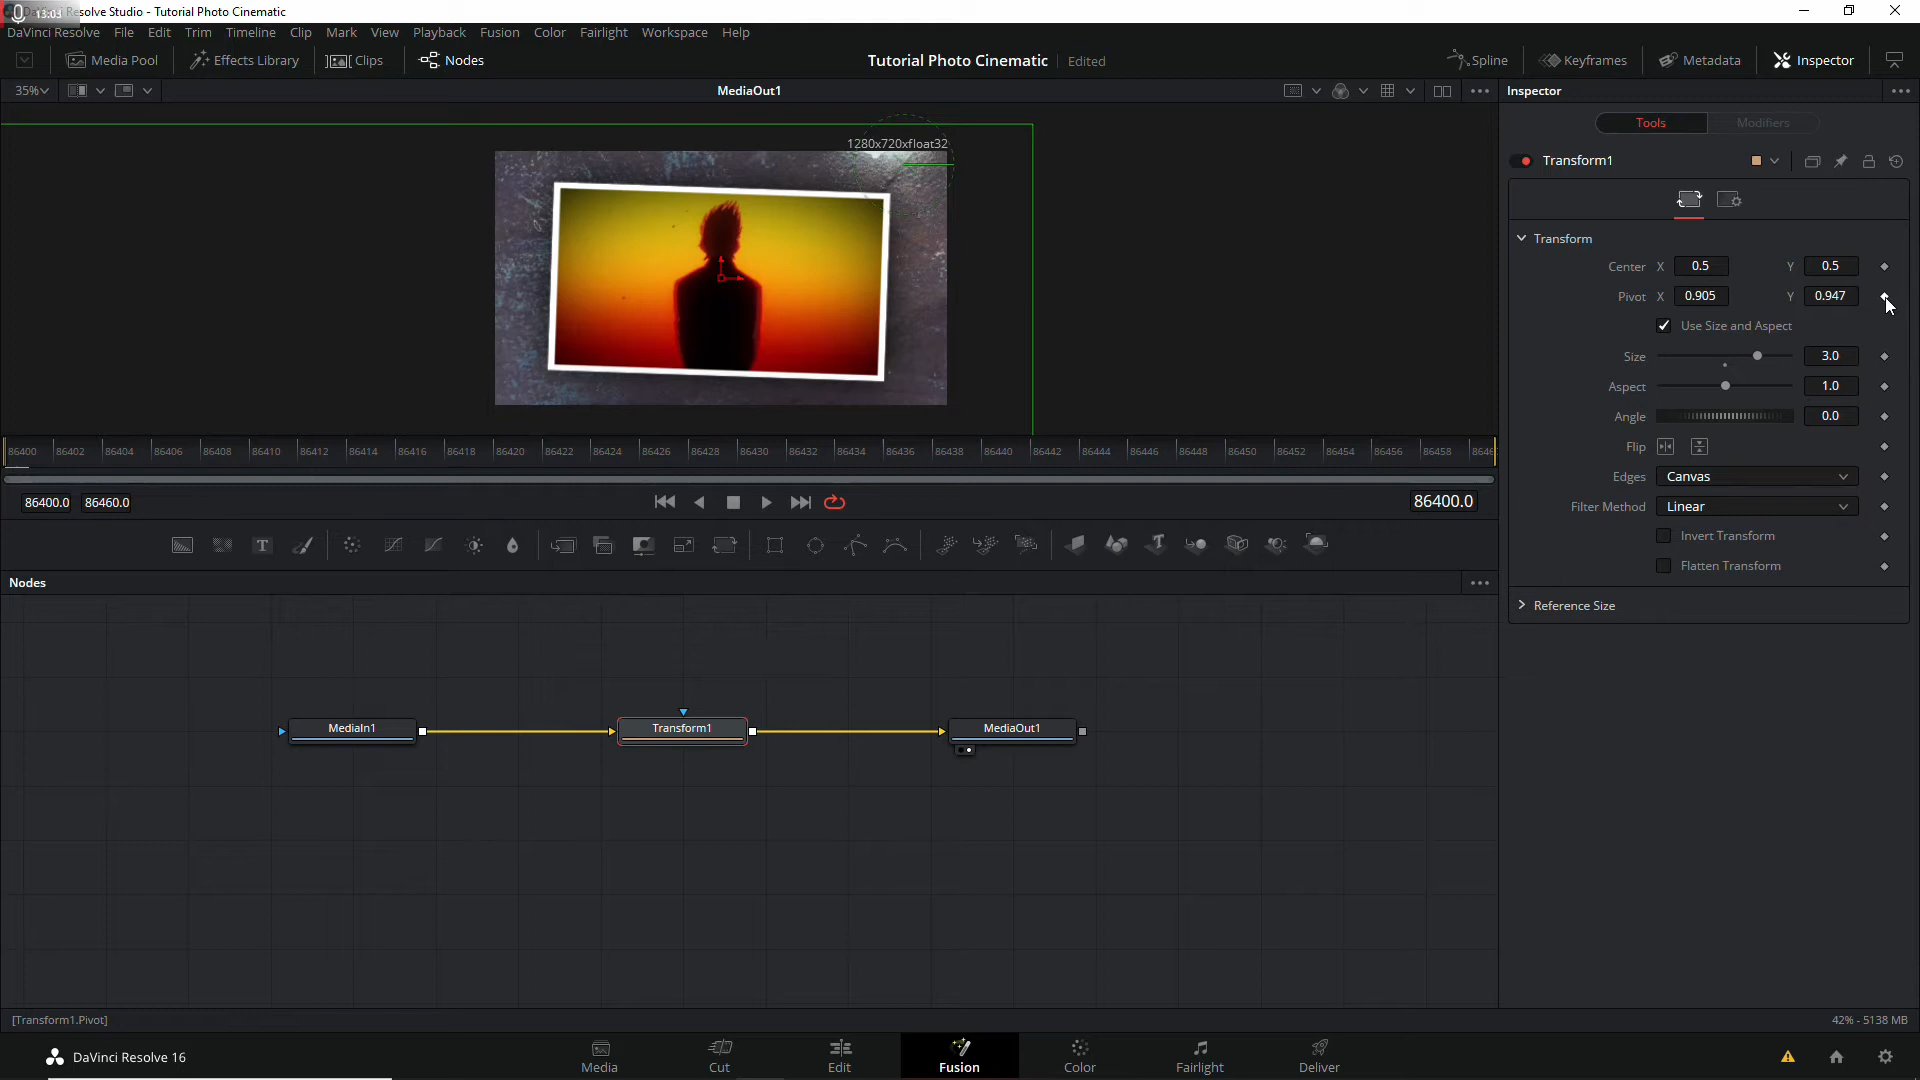 13:03 Resolve Studio - Tutorial Photo Cinematic
DaVinci Resolve File Edit Trim Timeline Clip Mark View Playback Fusion Color Fairlight Workspace Help
Media Pool Effects Library Clips Nodes Tutorial Photo Cinematic Edited Spline Keyframes Metadata Inspector
35% MediaOut1 Inspector
Tools Modifiers
1280x720xfloat32
Transform1
Transform
Center X 0.5 Y 0.5
Pivot X 0.905 Y 0.947
Use Size and Aspect
Size 3.0
Aspect 1.0
Angle 0.0
Flip
Edges Canvas
Filter Method Linear
Invert Transform
Flatten Transform
Reference Size
86400 86402 86404 86406 86408 86410 86412 86414 86416 86418 86420 86422 86424 86426 86428 86430 86432 86434 86436 86438 86440 86442 86444 86446 86448 86450 86452 86454 86456 86458
86400.0 86460.0 86400.0
T
Nodes
MediaIn1 Transform1 MediaOut1
[Transform1.Pivot] 42% - 5138 MB
DaVinci Resolve 16 Media Cut Edit Fusion Color Fairlight Deliver